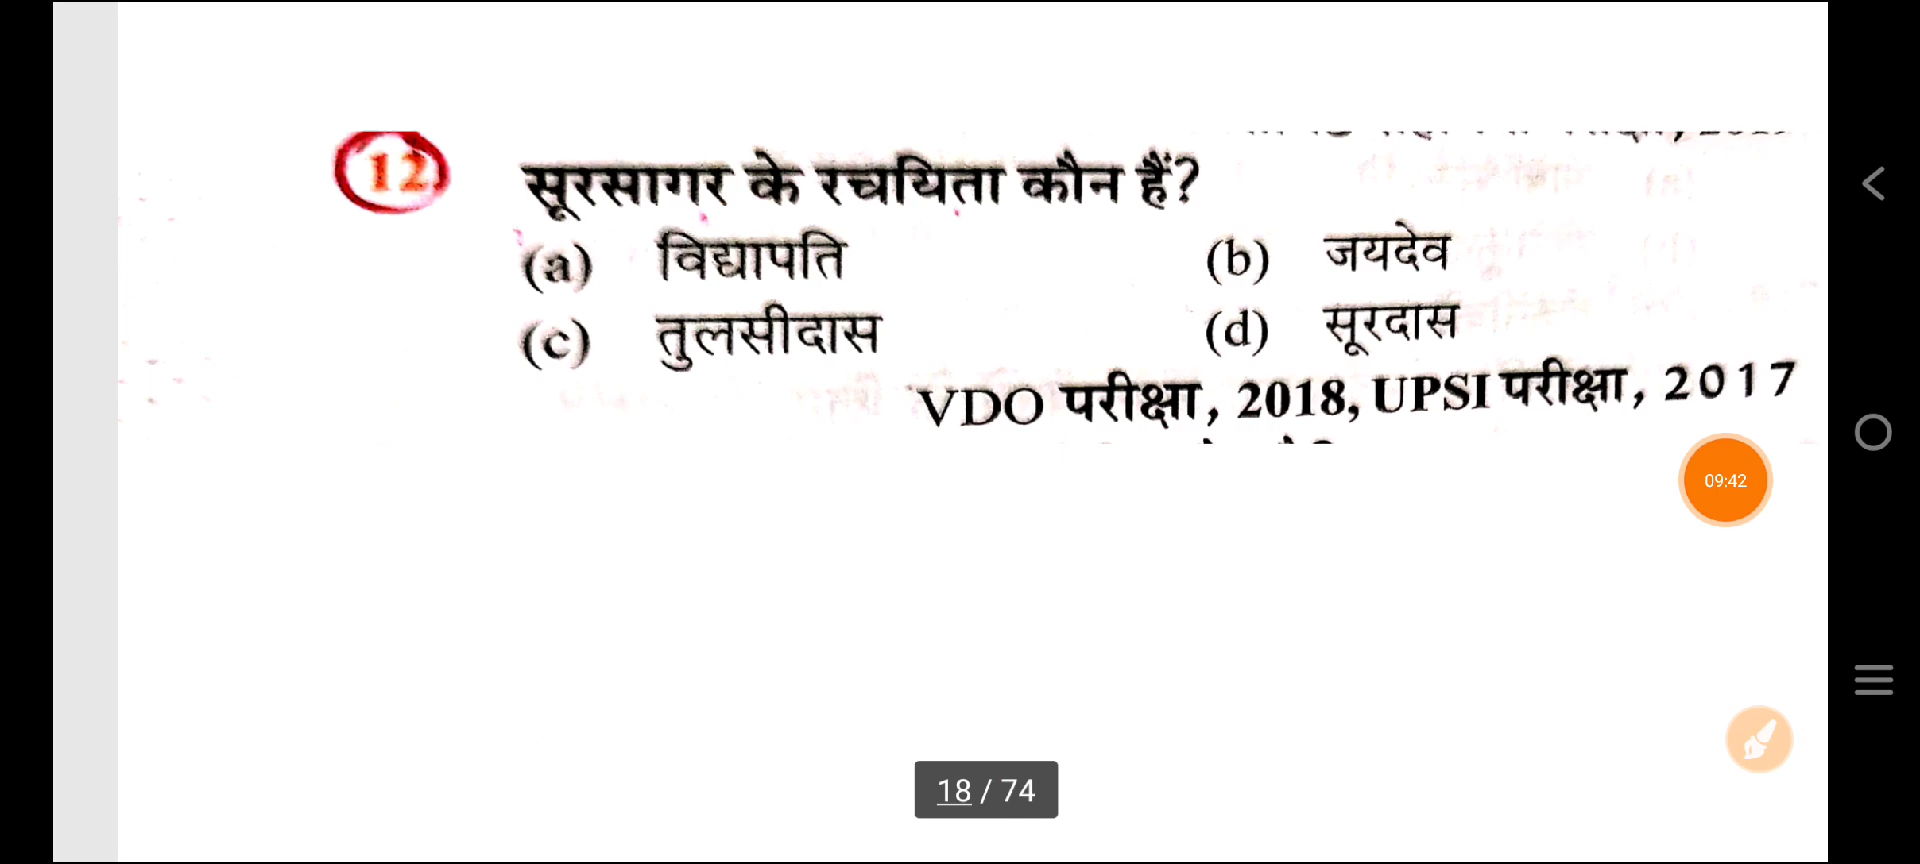 12 सूरसागर के रचयिता कौन हैं?
(a) विद्यापति (b) जयदेव
(c) तुलसीदास (d) सूरदास
VDO परीक्षा, 2018, UPSI परीक्षा, 2017
09:42
18 / 74